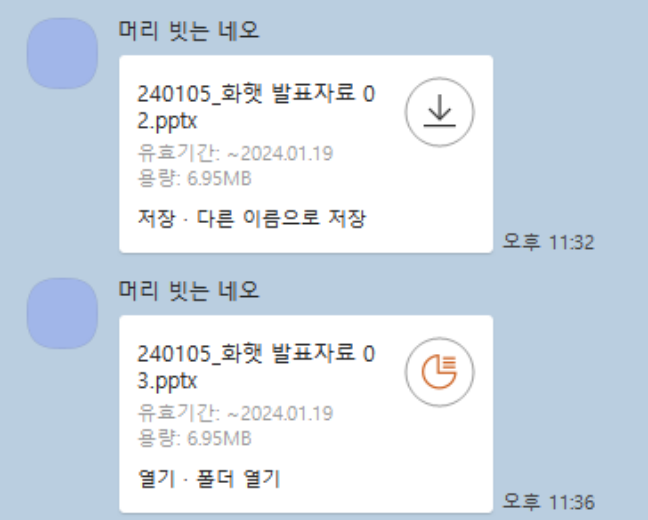 머리 빗는 네오
240105_화햇 발표자료 0
2.pptx
유효기간: ~2024.01.19
용량: 6.95MB
저장 · 다른 이름으로 저장
오후 11:32
머리 빗는 네오
240105_화햇 발표자료 0
3.pptx
유효기간: ~2024.01.19
용량: 6.95MB
열기 · 폴더 열기
오후 11:36